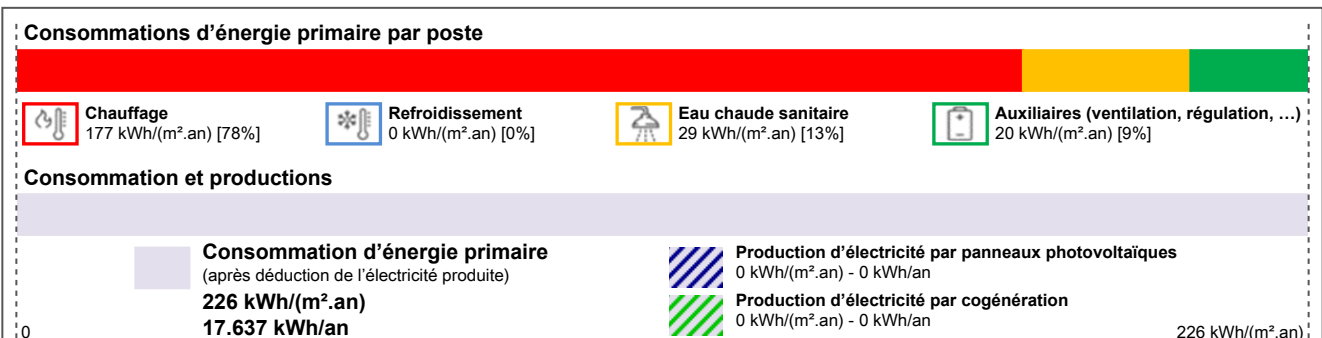 Consommations d’énergie primaire par poste
Chauffage
177 kWh/(m².an) [78%]
Refroidissement
0 kWh/(m².an) [0%]
Eau chaude sanitaire
29 kWh/(m².an) [13%]
Auxiliaires (ventilation, régulation, …)
20 kWh/(m².an) [9%]
Consommation et productions
Consommation d’énergie primaire
(après déduction de l’électricité produite)
226 kWh/(m².an)
17.637 kWh/an
Production d’électricité par panneaux photovoltaïques
0 kWh/(m².an) - 0 kWh/an
Production d’électricité par cogénération
0 kWh/(m².an) - 0 kWh/an
0
226 kWh/(m².an)